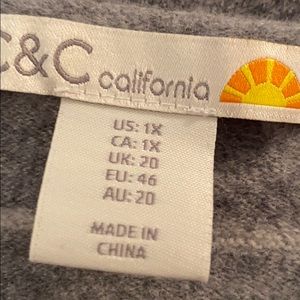 C&C california
US: 1X
CA: 1X
UK: 20
EU: 46
AU: 20
MADE IN
CHINA